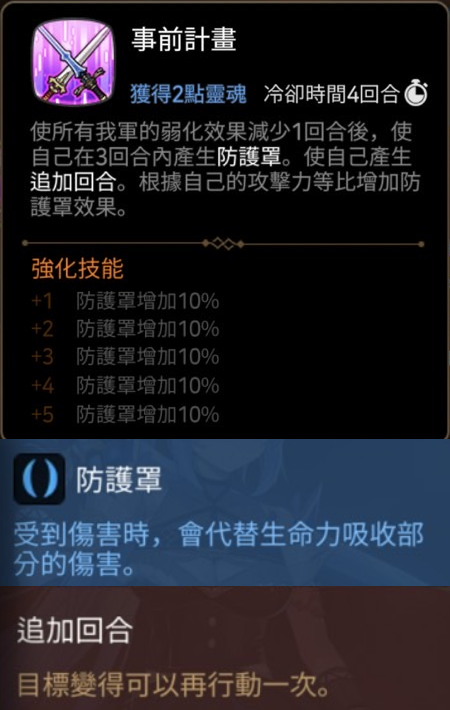 事前計畫
獲得2點靈魂 冷卻時間4回合
使所有我軍的弱化效果減少1回合後，使
自己在3回合內產生防護罩。使自己產生
追加回合。根據自己的攻擊力等比增加防
護罩效果。
強化技能
+1 防護罩增加10%
+2 防護罩增加10%
+3 防護罩增加10%
+4 防護罩增加10%
+5 防護罩增加10%
防護罩
受到傷害時，會代替生命力吸收部
分的傷害。
追加回合
目標變得可以再行動一次。